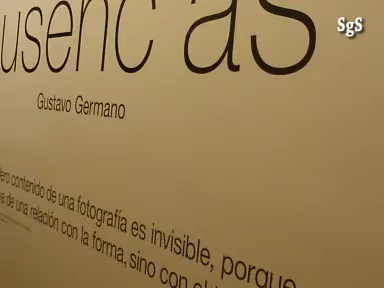 SgS
usenc as
Gustavo Germano
contenido de una fotografía es invisible, porque
de una relación con la forma, sino con